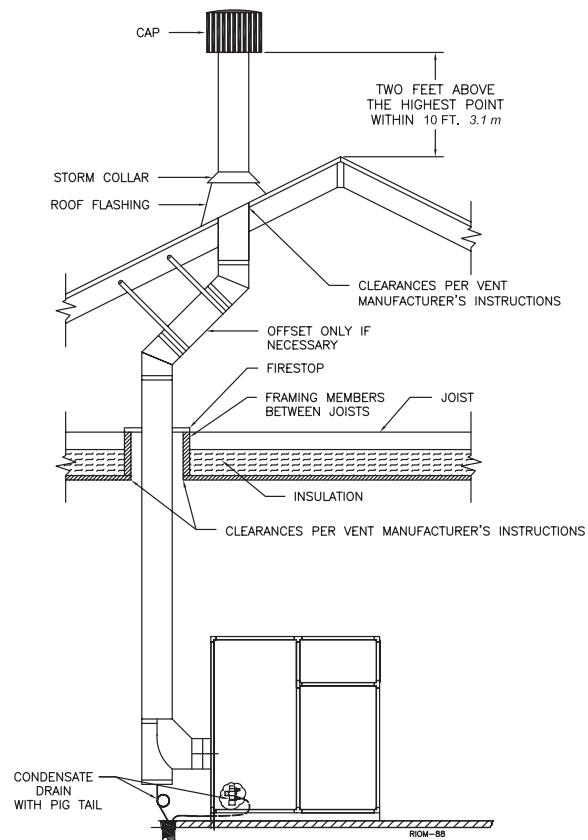 CAP
TWO FEET ABOVE
THE HIGHEST POINT
WITHIN 10 FT. 3.1 m
STORM COLLAR
ROOF FLASHING
CLEARANCES PER VENT
MANUFACTURER'S INSTRUCTIONS
OFFSET ONLY IF
NECESSARY
FIRESTOP
FRAMING MEMBERS
BETWEEN JOISTS
JOIST
INSULATION
CLEARANCES PER VENT MANUFACTURER'S INSTRUCTIONS
CONDENSATE
DRAIN
WITH PIG TAIL
RIOM-88